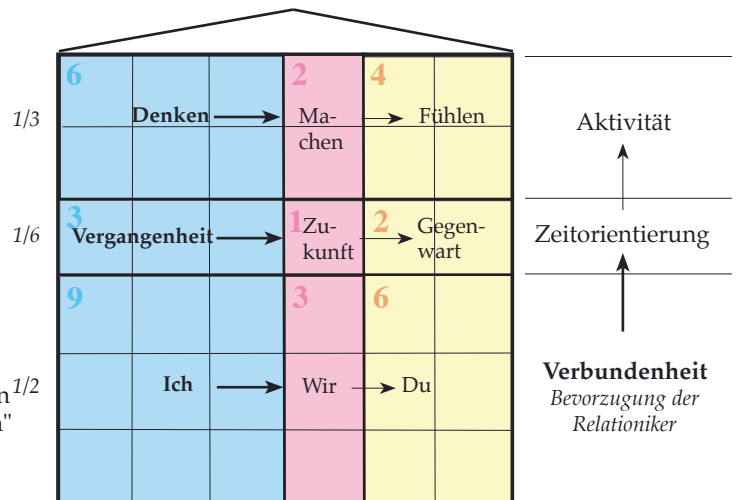 6
2
4
1/3
Denken
Ma-
chen
Fühlen
Aktivität
3
1
2
1/6
Vergangenheit
Zu-
kunft
Gegen-
wart
Zeitorientierung
9
3
6
n
1/2
Ich
Wir
Du
Verbundenheit
"
Bevorzugung der
Relationiker